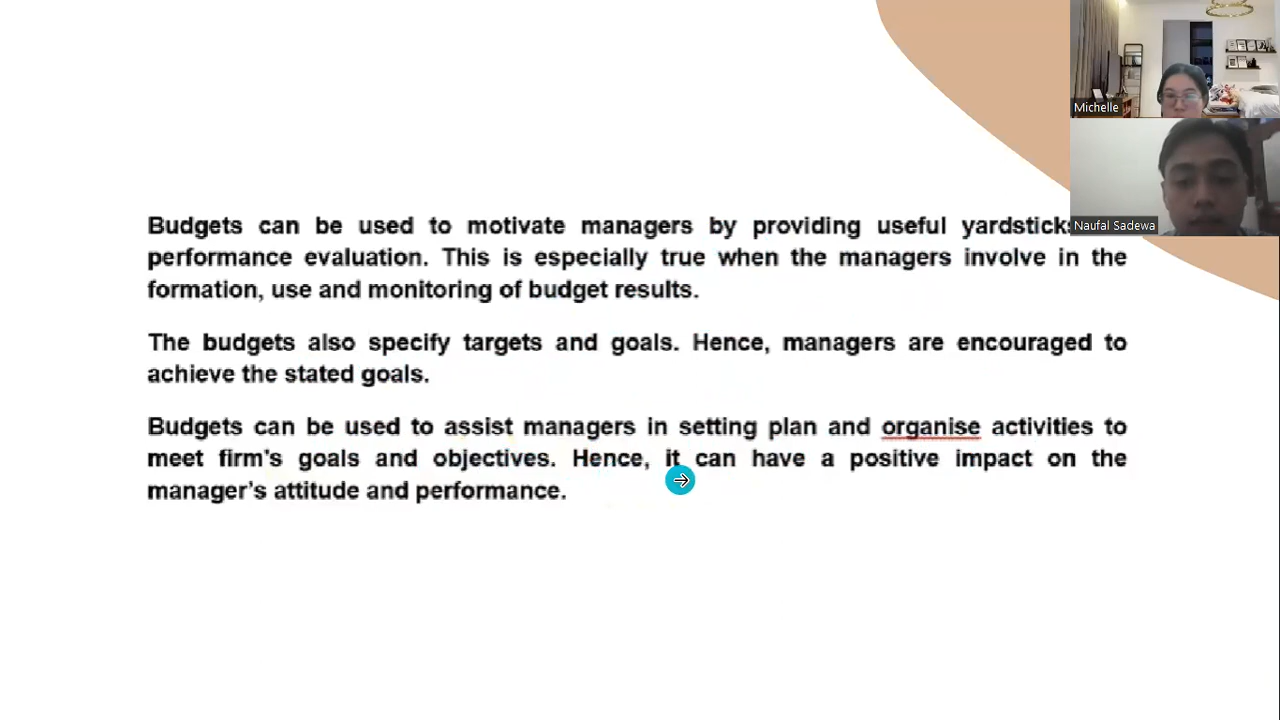 Michelle
Naufal Sadewa
Budgets can be used to motivate managers by providing useful
performance evaluation. This is especially true when the managers involve in the
formation, use and monitoring of budget results.
The budgets also specify targets and goals. Hence, managers are encouraged to
achieve the stated goals.
Budgets can be used to assist managers in setting plan and organise activities to
meet firm's goals and objectives. Hence, it can have a positive impact on the
manager's attitude and performance.